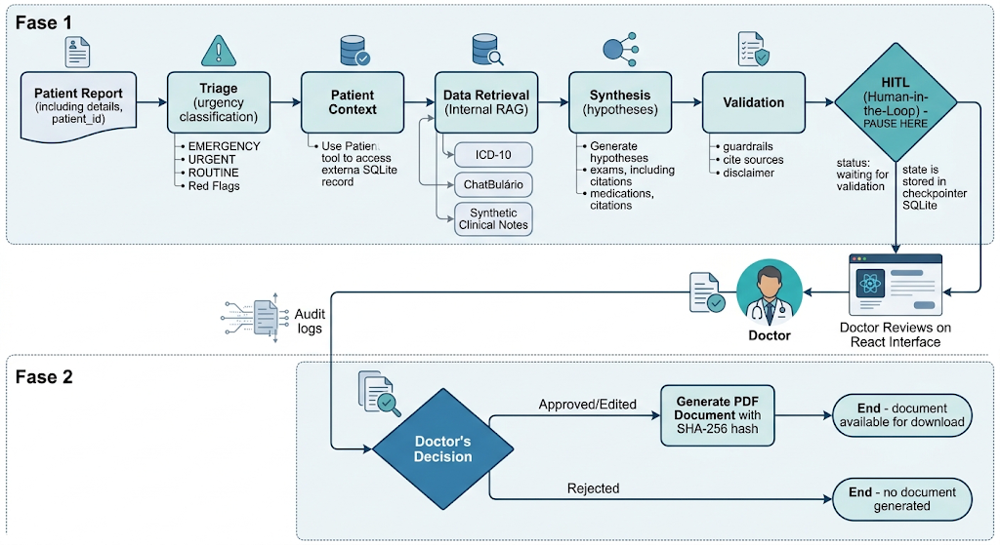 Fase 1
Patient Report
(including details,
patient_id)
Triage
(urgency
classification)
• EMERGENCY
• URGENT
• ROUTINE
• Red Flags
Patient
Context
• Use Patien
tool to access
externa SQLite
record
Data Retrieval
(Internal RAG)
ICD-10
ChatBulário
Synthetic
Clinical Notes
Synthesis
(hypotheses)
• Generate
hypotheses
• exams, including
citations
• medications,
citations
Validation
• guardrails
• cite sources
• disclaimer
HITL
(Human-in-
the-Loop) -
PAUSE HERE
status:
waiting for
validation
state is
stored in
checkpointer
SQLite
Doctor Reviews on
React Interface
Doctor
Audit
logs
Fase 2
Doctor's
Decision
Approved/Edited
Generate PDF
Document with
SHA-256 hash
End - document
available for download
Rejected
End - no document
generated